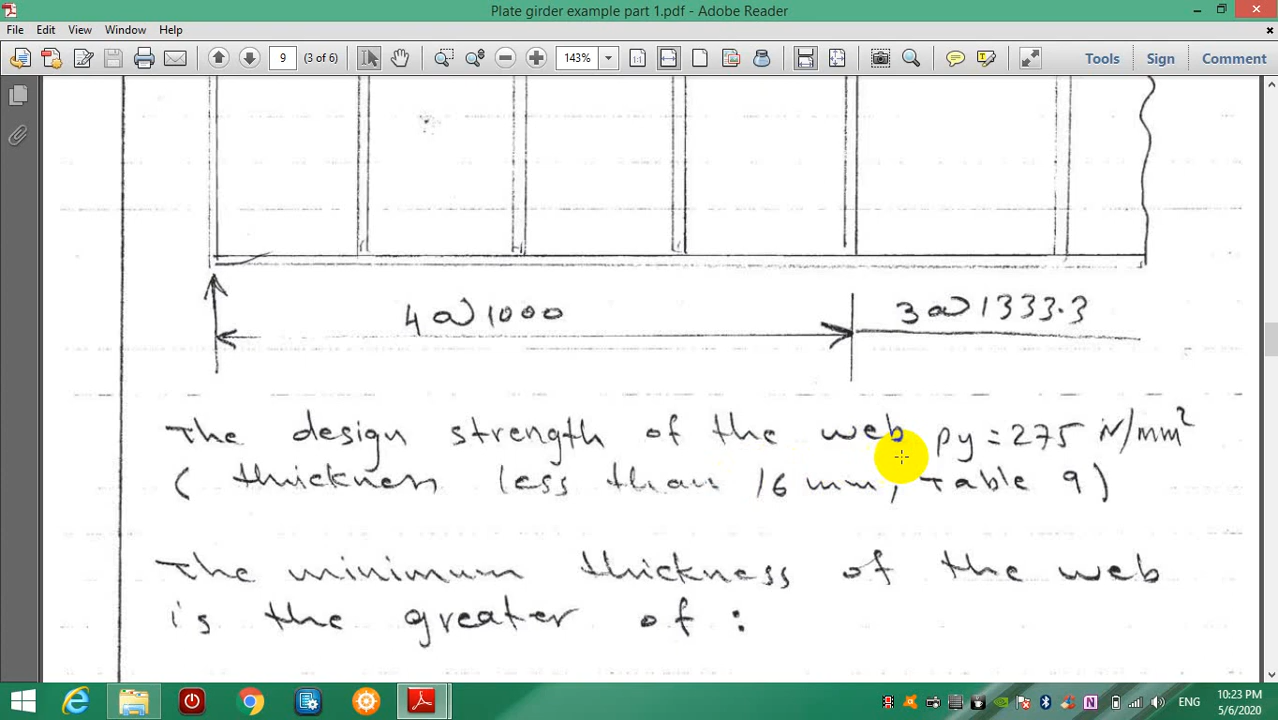 Plate girder example part 1.pdf - Adobe Reader
File Edit View Window Help
9 (3 of 6) 143% Tools Sign Comment
4 @ 1000
3 @ 1333.3
The design strength of the web py = 275 N/mm²
( thickness less than 16 mm, Table 9 )
The minimum thickness of the web
is the greater of :
ENG
10:23 PM
5/6/2020